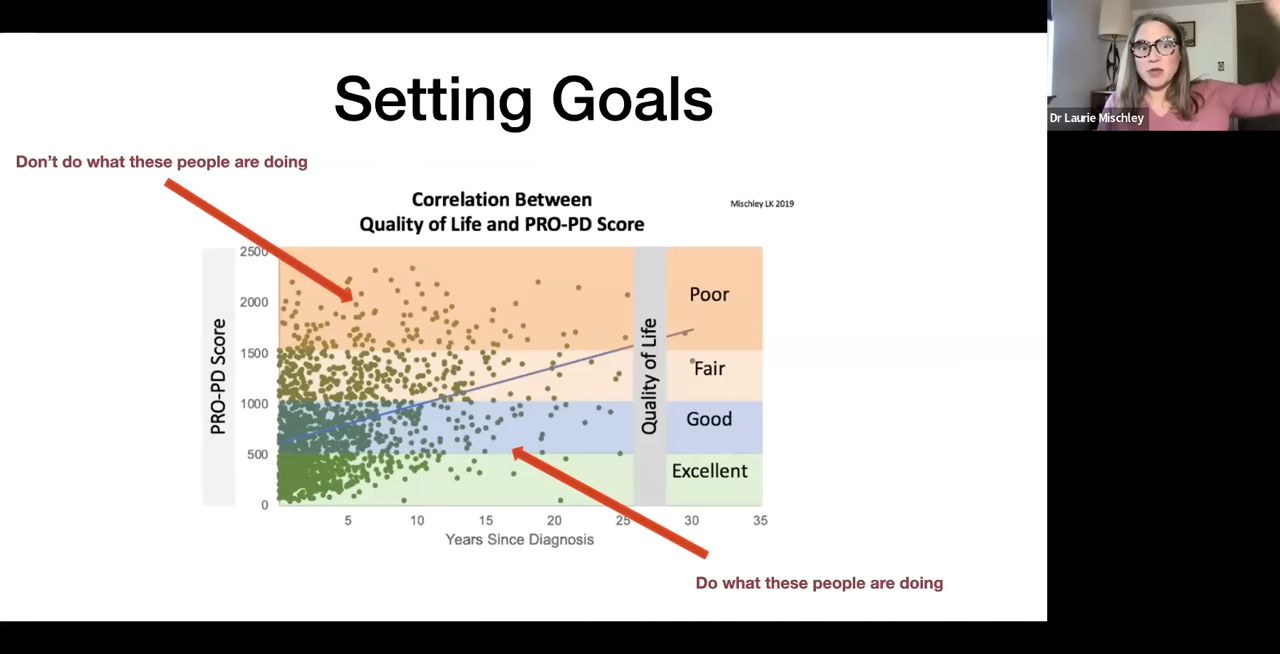 Setting Goals
Dr Laurie Mischley
Don't do what these people are doing
Correlation Between
Quality of Life and PRO-PD Score
Mischley LK 2019
PRO-PD Score
2500
2000
1500
1000
500
0
Quality of Life
Poor
Fair
Good
Excellent
5 10 15 20 25 30 35
Years Since Diagnosis
Do what these people are doing